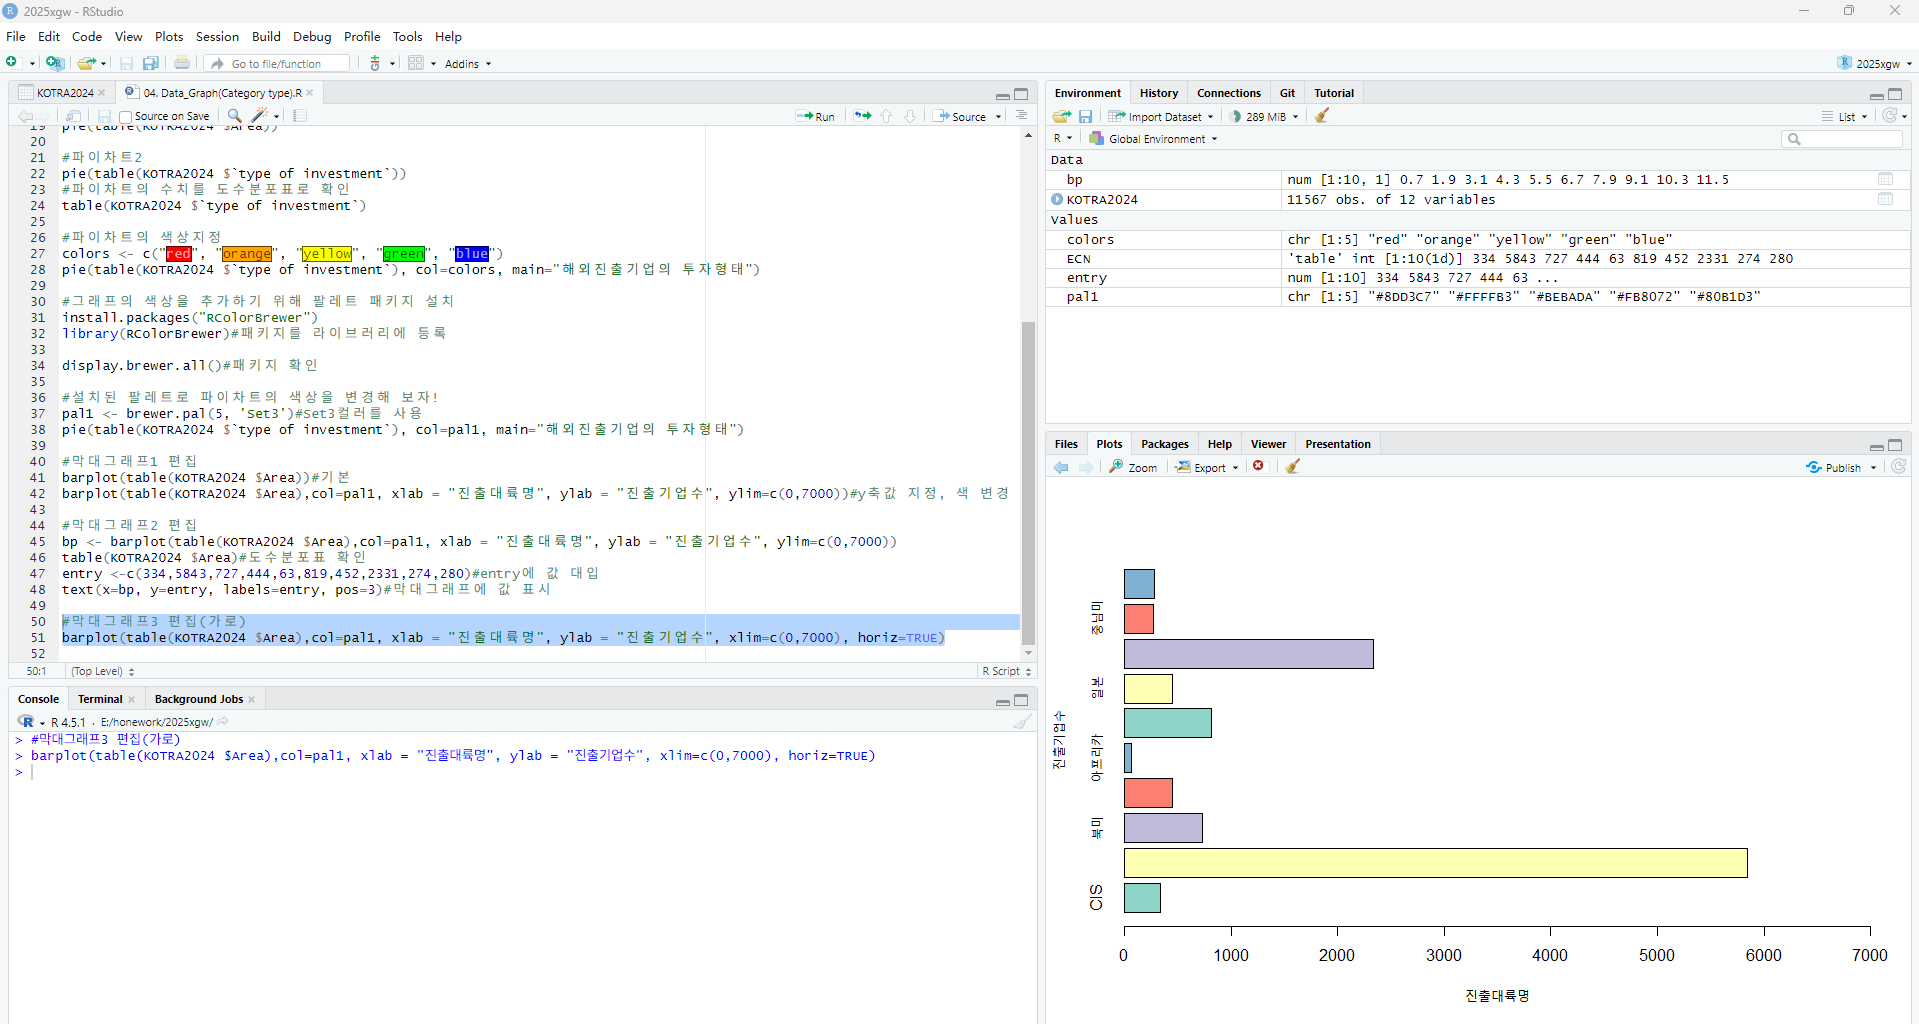 2025xgw - RStudio
File Edit Code View Plots Session Build Debug Profile Tools Help
Go to file/function Addins 2025xgw
KOTRA2024 04. Data_Graph(Category type).R
Source on Save Run Source
19 pie(table(KOTRA2024 $Area))
20
21 #파이차트2
22 pie(table(KOTRA2024 $`type of investment`))
23 #파이차트의 수치를 도수분포표로 확인
24 table(KOTRA2024 $`type of investment`)
25
26 #파이차트의 색상지정
27 colors <- c("red", "orange", "yellow", "green", "blue")
28 pie(table(KOTRA2024 $`type of investment`), col=colors, main="해외진출기업의 투자형태")
29
30 #그래프의 색상을 추가하기 위해 팔레트 패키지 설치
31 install.packages("RColorBrewer")
32 library(RColorBrewer)#패키지를 라이브러리에 등록
33
34 display.brewer.all()#패키지 확인
35
36 #설치된 팔레트로 파이차트의 색상을 변경해 보자!
37 pal1 <- brewer.pal(5, 'Set3')#Set3컬러를 사용
38 pie(table(KOTRA2024 $`type of investment`), col=pal1, main="해외진출기업의 투자형태")
39
40 #막대그래프1 편집
41 barplot(table(KOTRA2024 $Area))#기본
42 barplot(table(KOTRA2024 $Area),col=pal1, xlab = "진출대륙명", ylab = "진출기업수", ylim=c(0,7000))#y축값 지정, 색 변경
43
44 #막대그래프2 편집
45 bp <- barplot(table(KOTRA2024 $Area),col=pal1, xlab = "진출대륙명", ylab = "진출기업수", ylim=c(0,7000))
46 table(KOTRA2024 $Area)#도수분포표 확인
47 entry <-c(334,5843,727,444,63,819,452,2331,274,280)#entry에 값 대입
48 text(x=bp, y=entry, labels=entry, pos=3)#막대그래프에 값 표시
49
50 #막대그래프3 편집(가로)
51 barplot(table(KOTRA2024 $Area),col=pal1, xlab = "진출대륙명", ylab = "진출기업수", xlim=c(0,7000), horiz=TRUE)
52
50:1 (Top Level) R Script
Console Terminal Background Jobs
R 4.5.1 · E:/honework/2025xgw/
> #막대그래프3 편집(가로)
> barplot(table(KOTRA2024 $Area),col=pal1, xlab = "진출대륙명", ylab = "진출기업수", xlim=c(0,7000), horiz=TRUE)
>
Environment History Connections Git Tutorial
Import Dataset 289 MiB List
R Global Environment
Data
bp num [1:10, 1] 0.7 1.9 3.1 4.3 5.5 6.7 7.9 9.1 10.3 11.5
KOTRA2024 11567 obs. of 12 variables
Values
colors chr [1:5] "red" "orange" "yellow" "green" "blue"
ECN 'table' int [1:10(1d)] 334 5843 727 444 63 819 452 2331 274 280
entry num [1:10] 334 5843 727 444 63 ...
pal1 chr [1:5] "#8DD3C7" "#FFFFB3" "#BEBADA" "#FB8072" "#80B1D3"
Files Plots Packages Help Viewer Presentation
Zoom Export Publish
중남미
일본
진출기업수
아프리카
북미
CIS
0 1000 2000 3000 4000 5000 6000 7000
진출대륙명